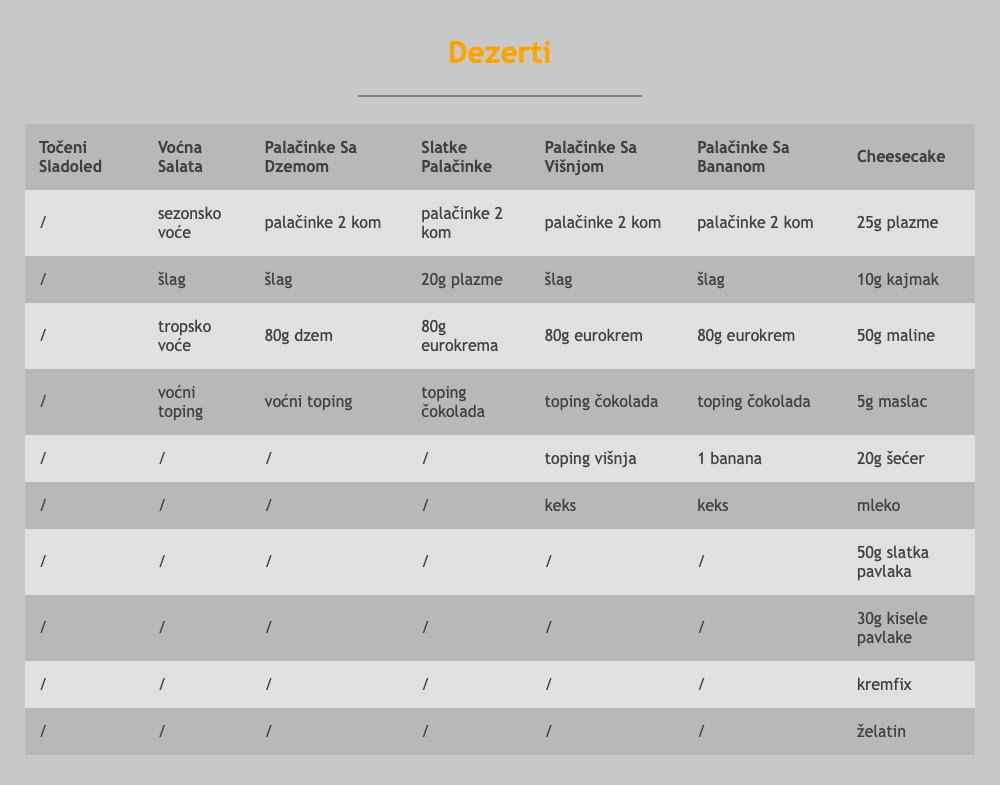 Dezerti
Točeni Sladoled | Voćna Salata | Palačinke Sa Dzemom | Slatke Palačinke | Palačinke Sa Višnjom | Palačinke Sa Bananom | Cheesecake
/ | sezonsko voće | palačinke 2 kom | palačinke 2 kom | palačinke 2 kom | palačinke 2 kom | 25g plazme
/ | šlag | šlag | 20g plazme | šlag | šlag | 10g kajmak
/ | tropsko voće | 80g dzem | 80g eurokrema | 80g eurokrem | 80g eurokrem | 50g maline
/ | voćni toping | voćni toping | toping čokolada | toping čokolada | toping čokolada | 5g maslac
/ | / | / | / | toping višnja | 1 banana | 20g šećer
/ | / | / | / | keks | keks | mleko
/ | / | / | / | / | / | 50g slatka pavlaka
/ | / | / | / | / | / | 30g kisele pavlake
/ | / | / | / | / | / | kremfix
/ | / | / | / | / | / | želatin